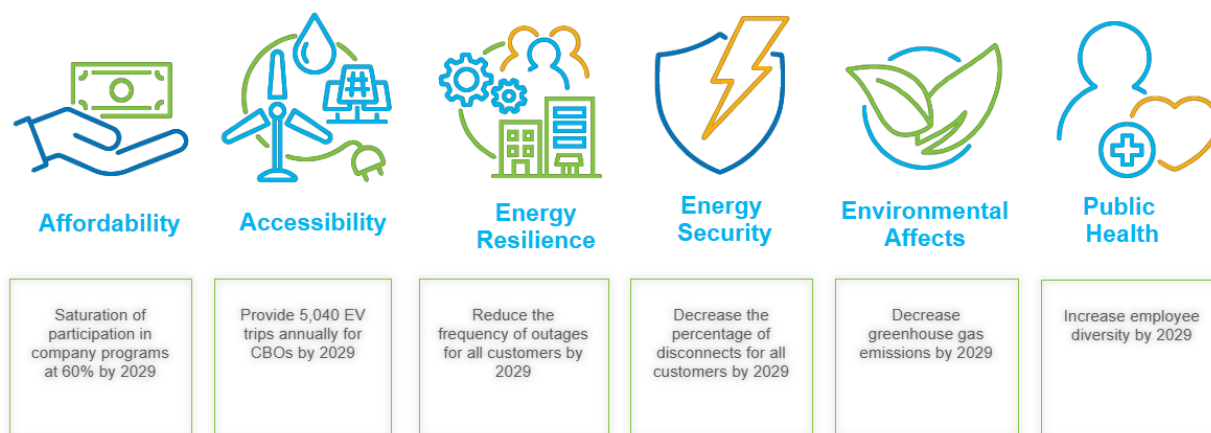 Affordability
Saturation of
participation in
company programs
at 60% by 2029
Accessibility
Provide 5,040 EV
trips annually for
CBOs by 2029
Energy
Resilience
Reduce the
frequency of outages
for all customers by
2029
Energy
Security
Decrease the
percentage of
disconnects for all
customers by 2029
Environmental
Affects
Decrease
greenhouse gas
emissions by 2029
Public
Health
Increase employee
diversity by 2029